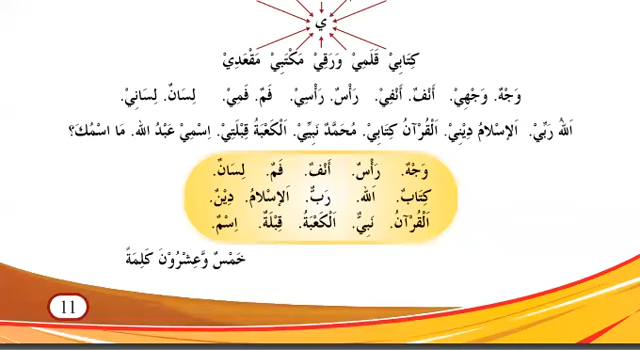 ي
كِتَابِيْ قَلَمِيْ وَرَقِيْ مَكْتَبِيْ مَقْعَدِيْ
وَجْهٌ. وَجْهِيْ. أَنْفٌ. أَنْفِيْ. رَأْسٌ. رَأْسِيْ. فَمٌ. فَمِيْ. لِسَانٌ. لِسَانِيْ.
اَللهُ رَبِّيْ. اَلإِسْلَامُ دِيْنِيْ. اَلْقُرْآنُ كِتَابِيْ. مُحَمَّدٌ نَبِيِّيْ. اَلْكَعْبَةُ قِبْلَتِيْ. اِسْمِيْ عَبْدُ الله. مَا اسْمُكَ؟
وَجْهٌ. رَأْسٌ. أَنْفٌ. فَمٌ. لِسَانٌ.
كِتَابٌ. اَلله. رَبٌّ. اَلإِسْلَامُ. دِيْنٌ.
اَلْقُرْآنُ. نَبِيٌّ. اَلْكَعْبَةُ. قِبْلَةٌ. اِسْمٌ.
خَمْسٌ وَّعِشْرُوْنَ كَلِمَةً
11